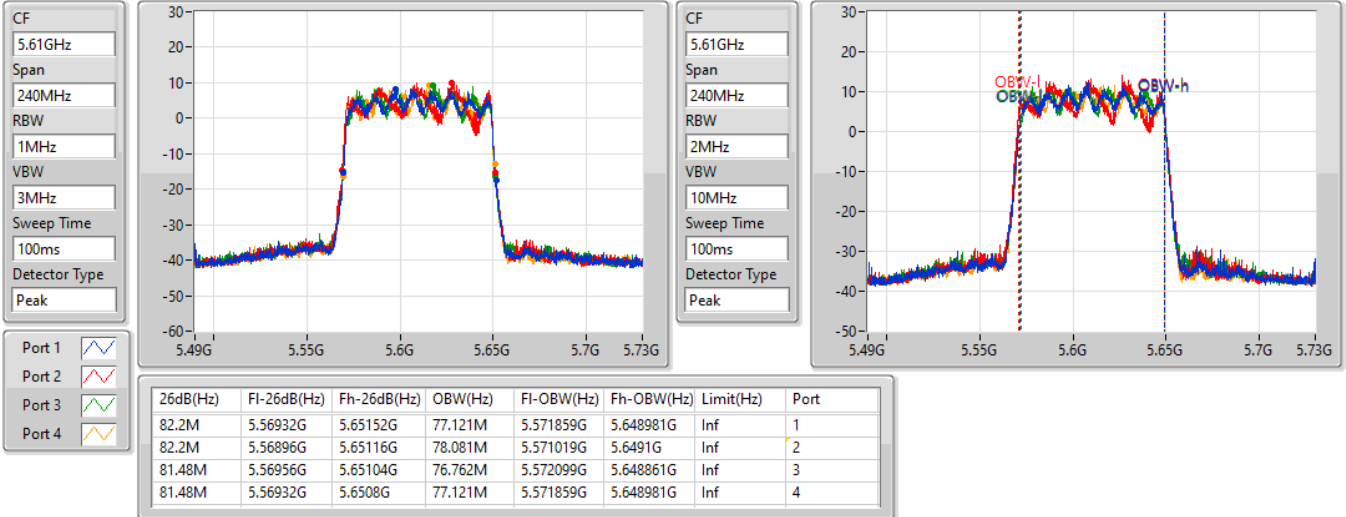 CF
5.61GHz
Span
240MHz
RBW
1MHz
VBW
3MHz
Sweep Time
100ms
Detector Type
Peak
30
20
10
0
-10
-20
-30
-40
-50
-60
5.49G 5.55G 5.6G 5.65G 5.7G 5.73G
CF
5.61GHz
Span
240MHz
RBW
2MHz
VBW
10MHz
Sweep Time
100ms
Detector Type
Peak
30
20
10
0
-10
-20
-30
-40
-50
OBW-l
OBW-h
5.49G 5.55G 5.6G 5.65G 5.7G 5.73G
Port 1
Port 2
Port 3
Port 4
26dB(Hz) Fl-26dB(Hz) Fh-26dB(Hz) OBW(Hz) Fl-OBW(Hz) Fh-OBW(Hz) Limit(Hz) Port
82.2M 5.56932G 5.65152G 77.121M 5.571859G 5.648981G Inf 1
82.2M 5.56896G 5.65116G 78.081M 5.571019G 5.6491G Inf 2
81.48M 5.56956G 5.65104G 76.762M 5.572099G 5.648861G Inf 3
81.48M 5.56932G 5.6508G 77.121M 5.571859G 5.648981G Inf 4